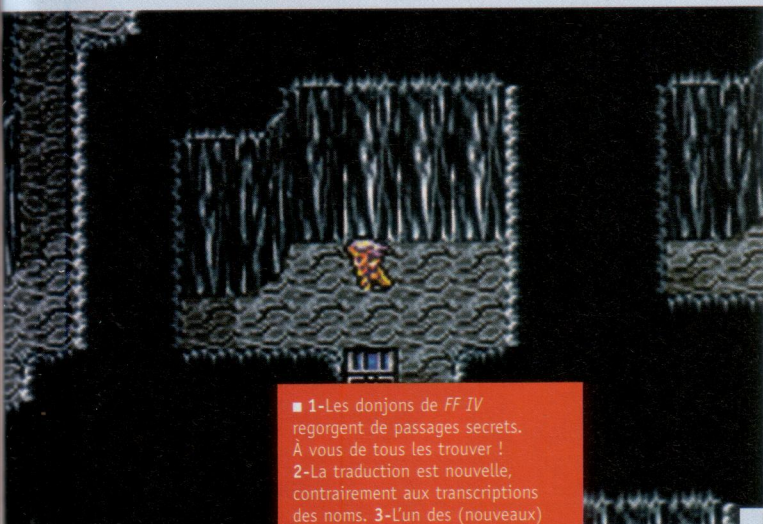 ■ 1-Les donjons de FF IV
regorgent de passages secrets.
À vous de tous les trouver !
2-La traduction est nouvelle,
contrairement aux transcriptions
des noms. 3-L'un des (nouveaux)